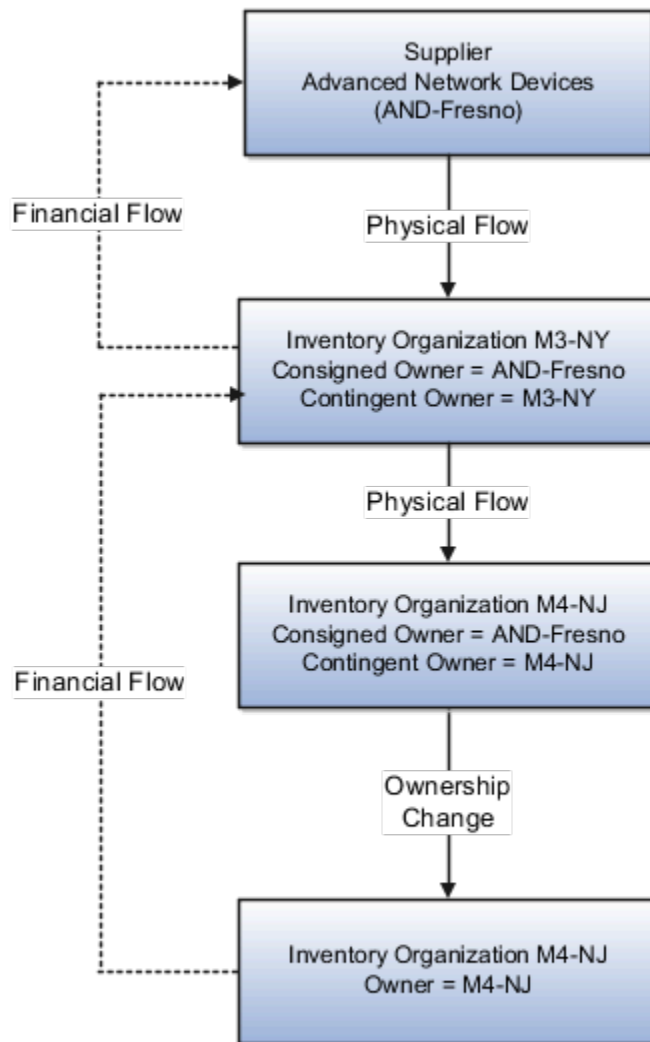 Supplier
Advanced Network Devices
(AND-Fresno)
Financial Flow
Physical Flow
Inventory Organization M3-NY
Consigned Owner = AND-Fresno
Contingent Owner = M3-NY
Physical Flow
Inventory Organization M4-NJ
Consigned Owner = AND-Fresno
Contingent Owner = M4-NJ
Financial Flow
Ownership
Change
Inventory Organization M4-NJ
Owner = M4-NJ